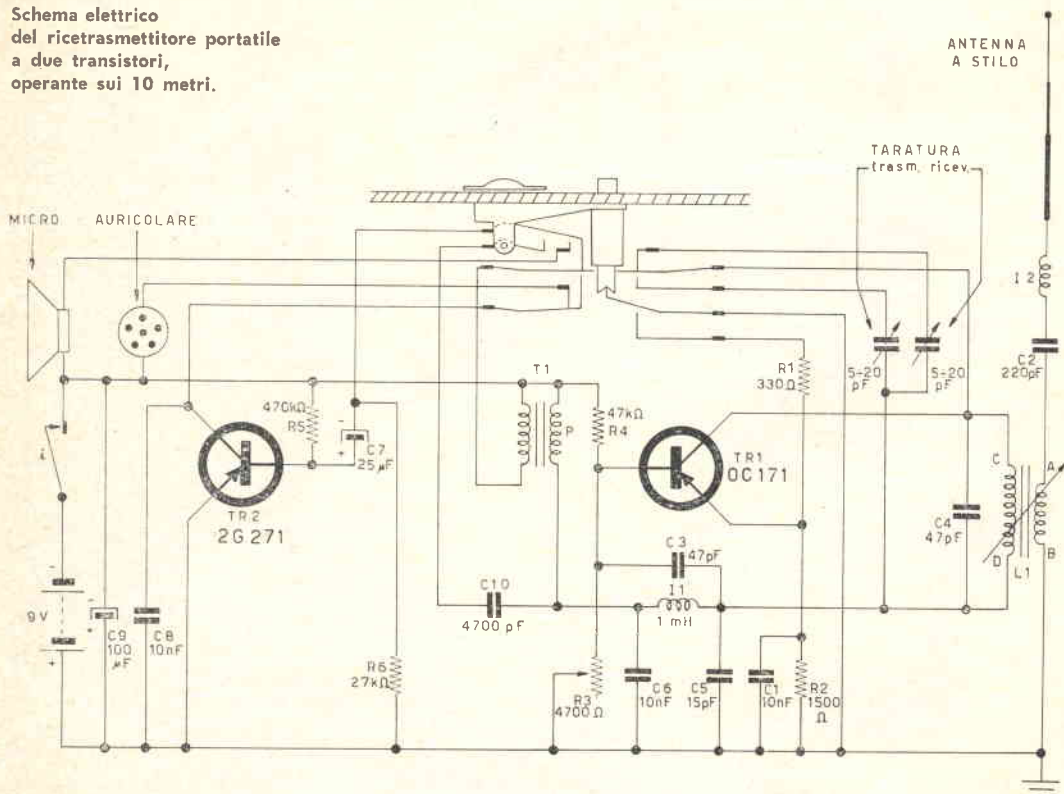 Schema elettrico
del ricetrasmettitore portatile
a due transistori,
operante sui 10 metri.
ANTENNA
A STILO
TARATURA
trasm. ricev.
MICRO
AURICOLARE
I 2
C2
220pF
T1
P
R1
330Ω
5÷20
pF
5÷20
pF
470kΩ
R5
47kΩ
R4
-
+
C7
25µF
TR1
OC171
TR2
2G271
i
C
D
A
B
L1
C4
47pF
C3
47pF
I1
1 mH
C10
4700 pF
-
9V
+
-
+
C9
100
µF
C8
10nF
R6
27kΩ
R3
4700Ω
C6
10nF
C5
15pF
C1
10nF
R2
1500
Ω